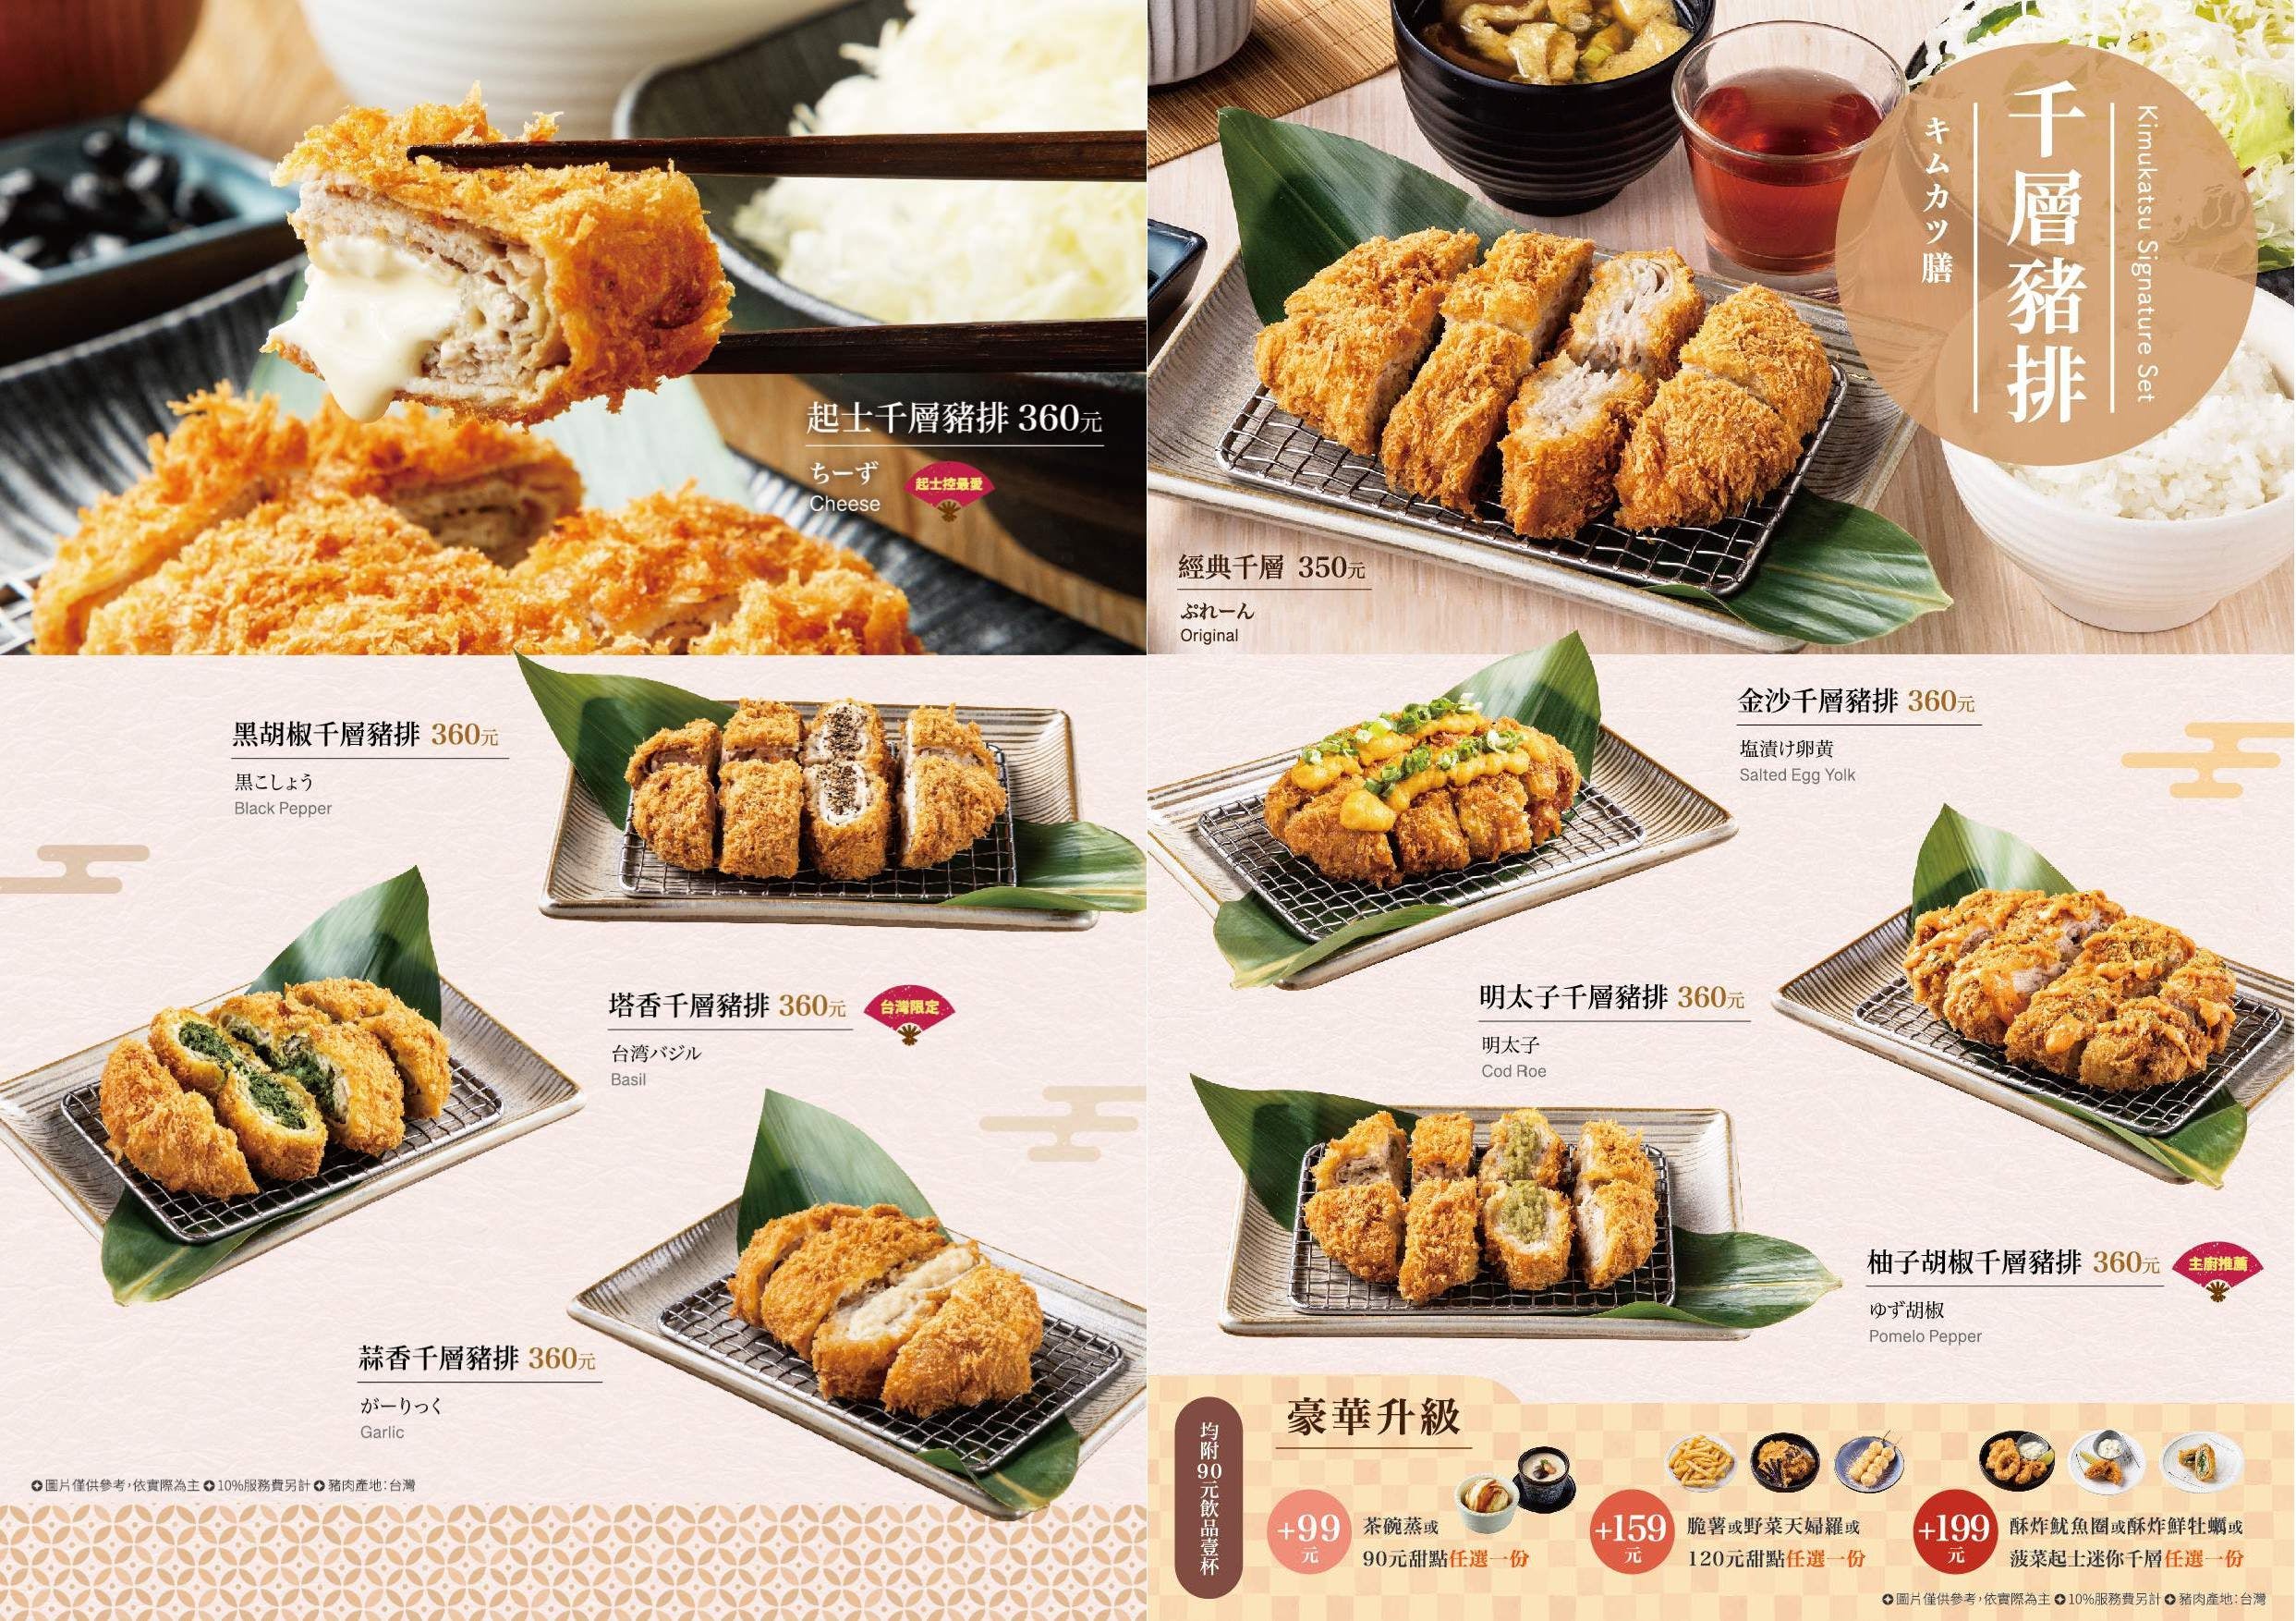 起士千層豬排 360元
ちーず
Cheese
起士控最愛
Kimukatsu Signature Set
千層豬排
キムカツ膳
經典千層 350元
ぷれーん
Original
黑胡椒千層豬排 360元
黒こしょう
Black Pepper
塔香千層豬排 360元
台灣限定
台湾バジル
Basil
蒜香千層豬排 360元
がーりっく
Garlic
圖片僅供參考,依實際為主 10%服務費另計 豬肉產地:台灣
金沙千層豬排 360元
塩漬け卵黄
Salted Egg Yolk
明太子千層豬排 360元
明太子
Cod Roe
柚子胡椒千層豬排 360元
主廚推薦
ゆず胡椒
Pomelo Pepper
均附90元飲品壹杯
豪華升級
+99元
茶碗蒸或
90元甜點任選一份
+159元
脆薯或野菜天婦羅或
120元甜點任選一份
+199元
酥炸魷魚圈或酥炸鮮牡蠣或
菠菜起士迷你千層任選一份
圖片僅供參考,依實際為主 10%服務費另計 豬肉產地:台灣